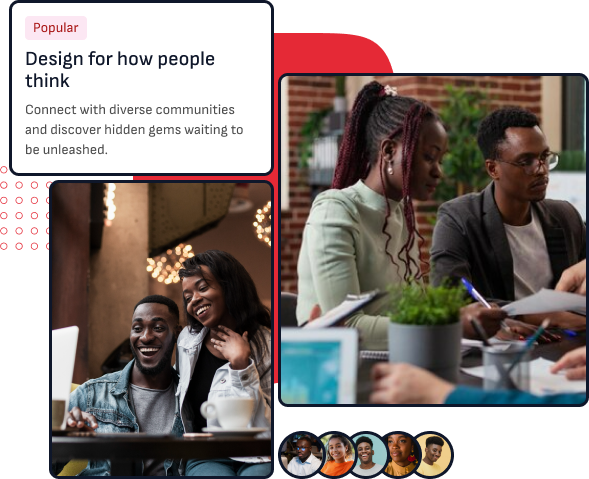 Popular
Design for how people
think
Connect with diverse communities
and discover hidden gems waiting to
be unleashed.